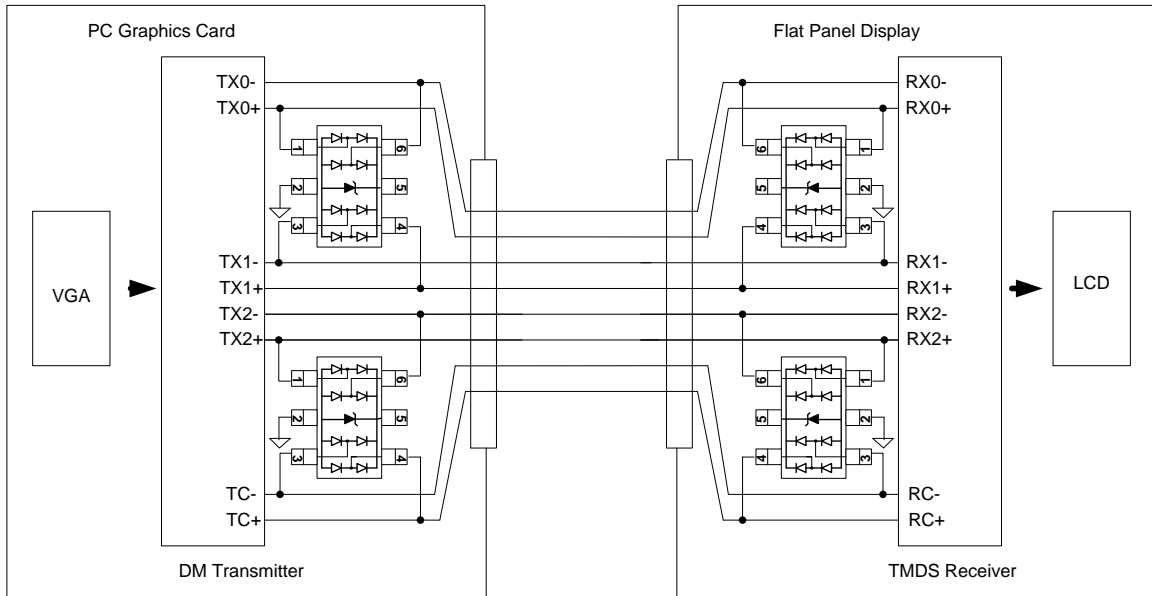 PC Graphics Card
Flat Panel Display
TX0-
TX0+
1
2
3
6
5
4
TX1-
TX1+
TX2-
TX2+
1
2
3
6
5
4
TC-
TC+
DM Transmitter
VGA
RX0-
RX0+
6
5
4
1
2
3
RX1-
RX1+
RX2-
RX2+
6
5
4
1
2
3
RC-
RC+
TMDS Receiver
LCD